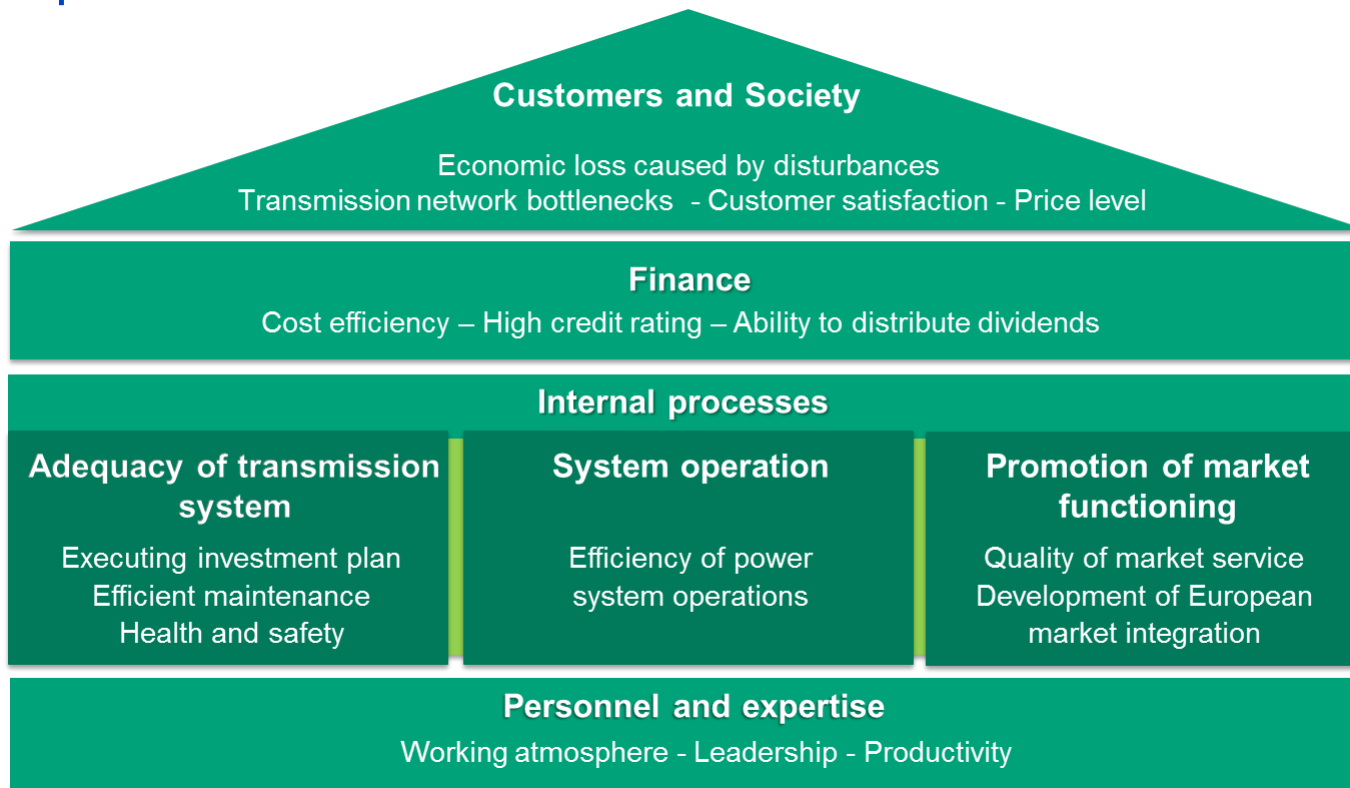 Customers and Society
Economic loss caused by disturbances
Transmission network bottlenecks - Customer satisfaction - Price level
Finance
Cost efficiency – High credit rating – Ability to distribute dividends
Internal processes
Adequacy of transmission
system
Executing investment plan
Efficient maintenance
Health and safety
System operation
Efficiency of power
system operations
Promotion of market
functioning
Quality of market service
Development of European
market integration
Personnel and expertise
Working atmosphere - Leadership - Productivity